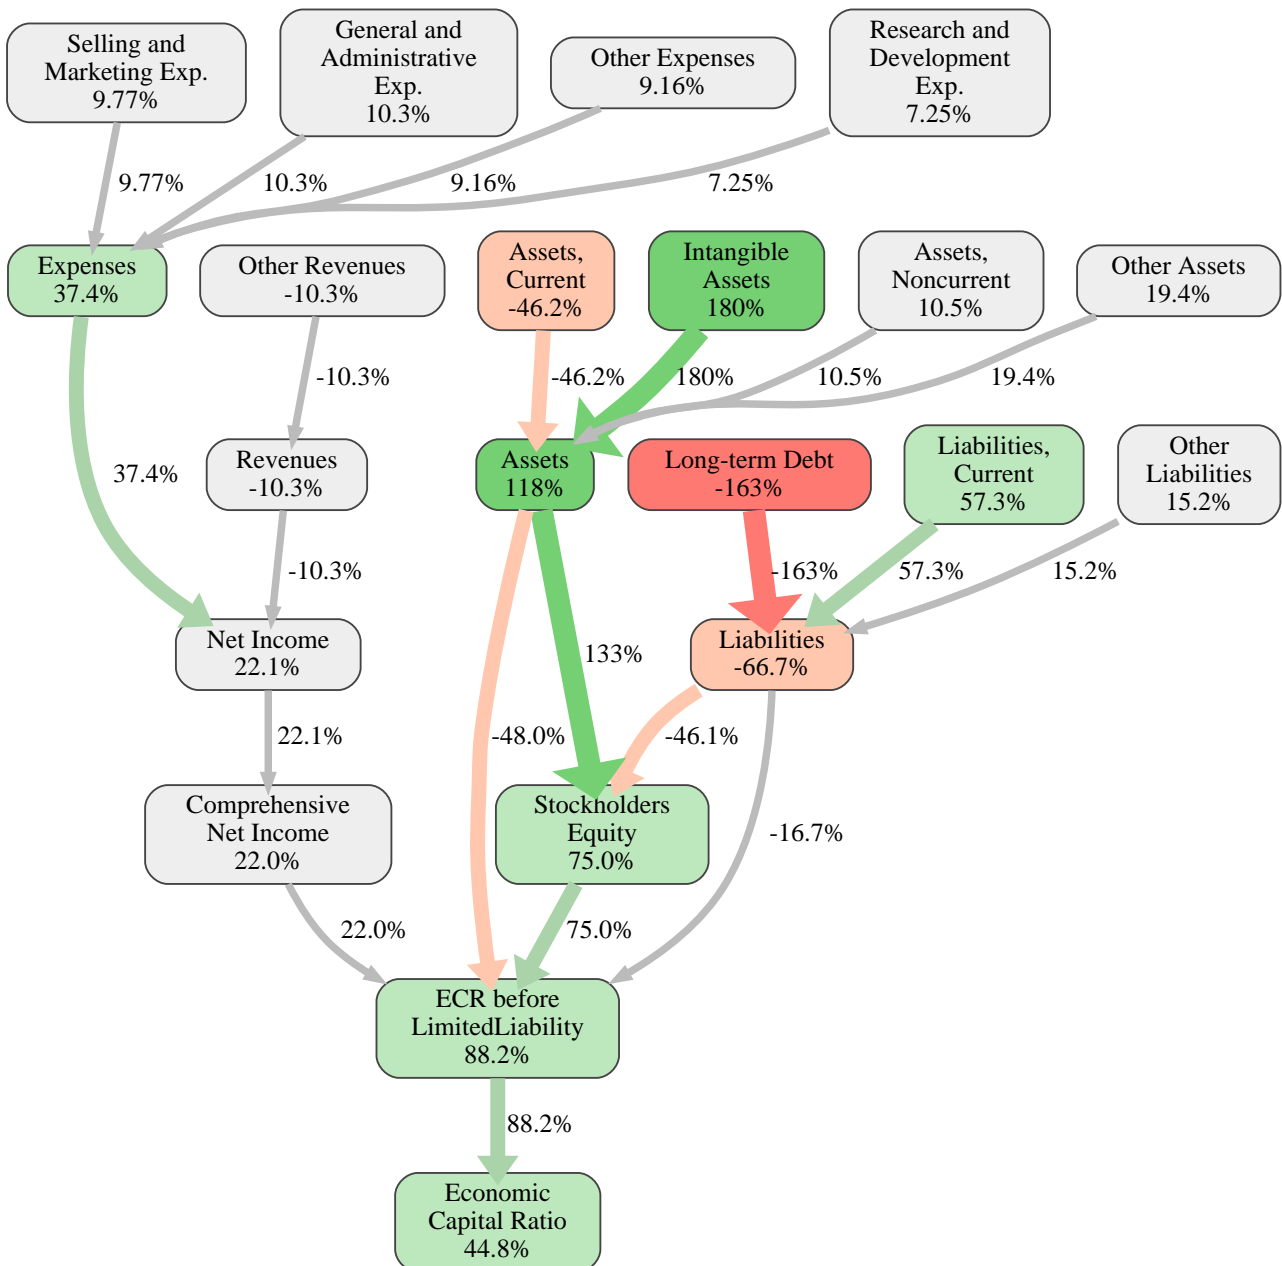 Selling and
Marketing Exp.
9.77%
General and
Administrative
Exp.
10.3%
Other Expenses
9.16%
Research and
Development
Exp.
7.25%
9.77%
10.3%
9.16%
7.25%
Expenses
37.4%
Other Revenues
-10.3%
Assets,
Current
-46.2%
Intangible
Assets
180%
Assets,
Noncurrent
10.5%
Other Assets
19.4%
-10.3%
-46.2%
180%
10.5%
19.4%
37.4%
Revenues
-10.3%
Assets
118%
Long-term Debt
-163%
Liabilities,
Current
57.3%
Other
Liabilities
15.2%
-10.3%
-163%
57.3%
15.2%
Net Income
22.1%
133%
Liabilities
-66.7%
22.1%
-48.0%
-46.1%
Comprehensive
Net Income
22.0%
Stockholders
Equity
75.0%
-16.7%
22.0%
75.0%
ECR before
LimitedLiability
88.2%
88.2%
Economic
Capital Ratio
44.8%